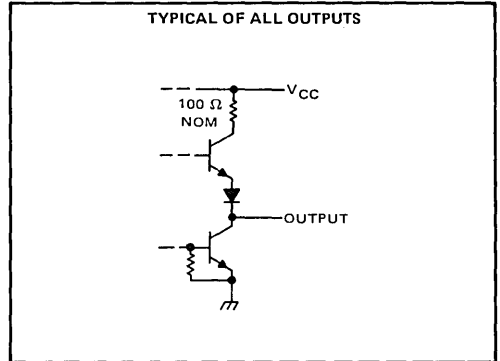 TYPICAL OF ALL OUTPUTS
VCC
100 Ω
NOM
OUTPUT